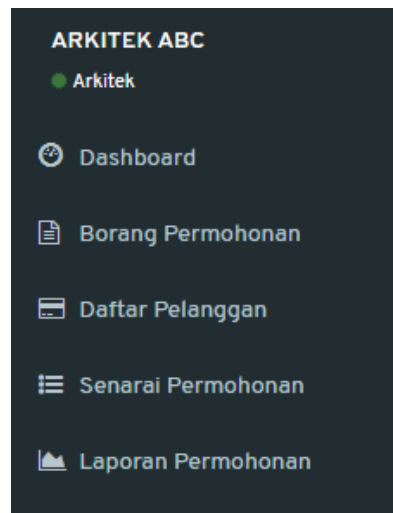 ARKITEK ABC
Arkitek
Dashboard
Borang Permohonan
Daftar Pelanggan
Senarai Permohonan
Laporan Permohonan